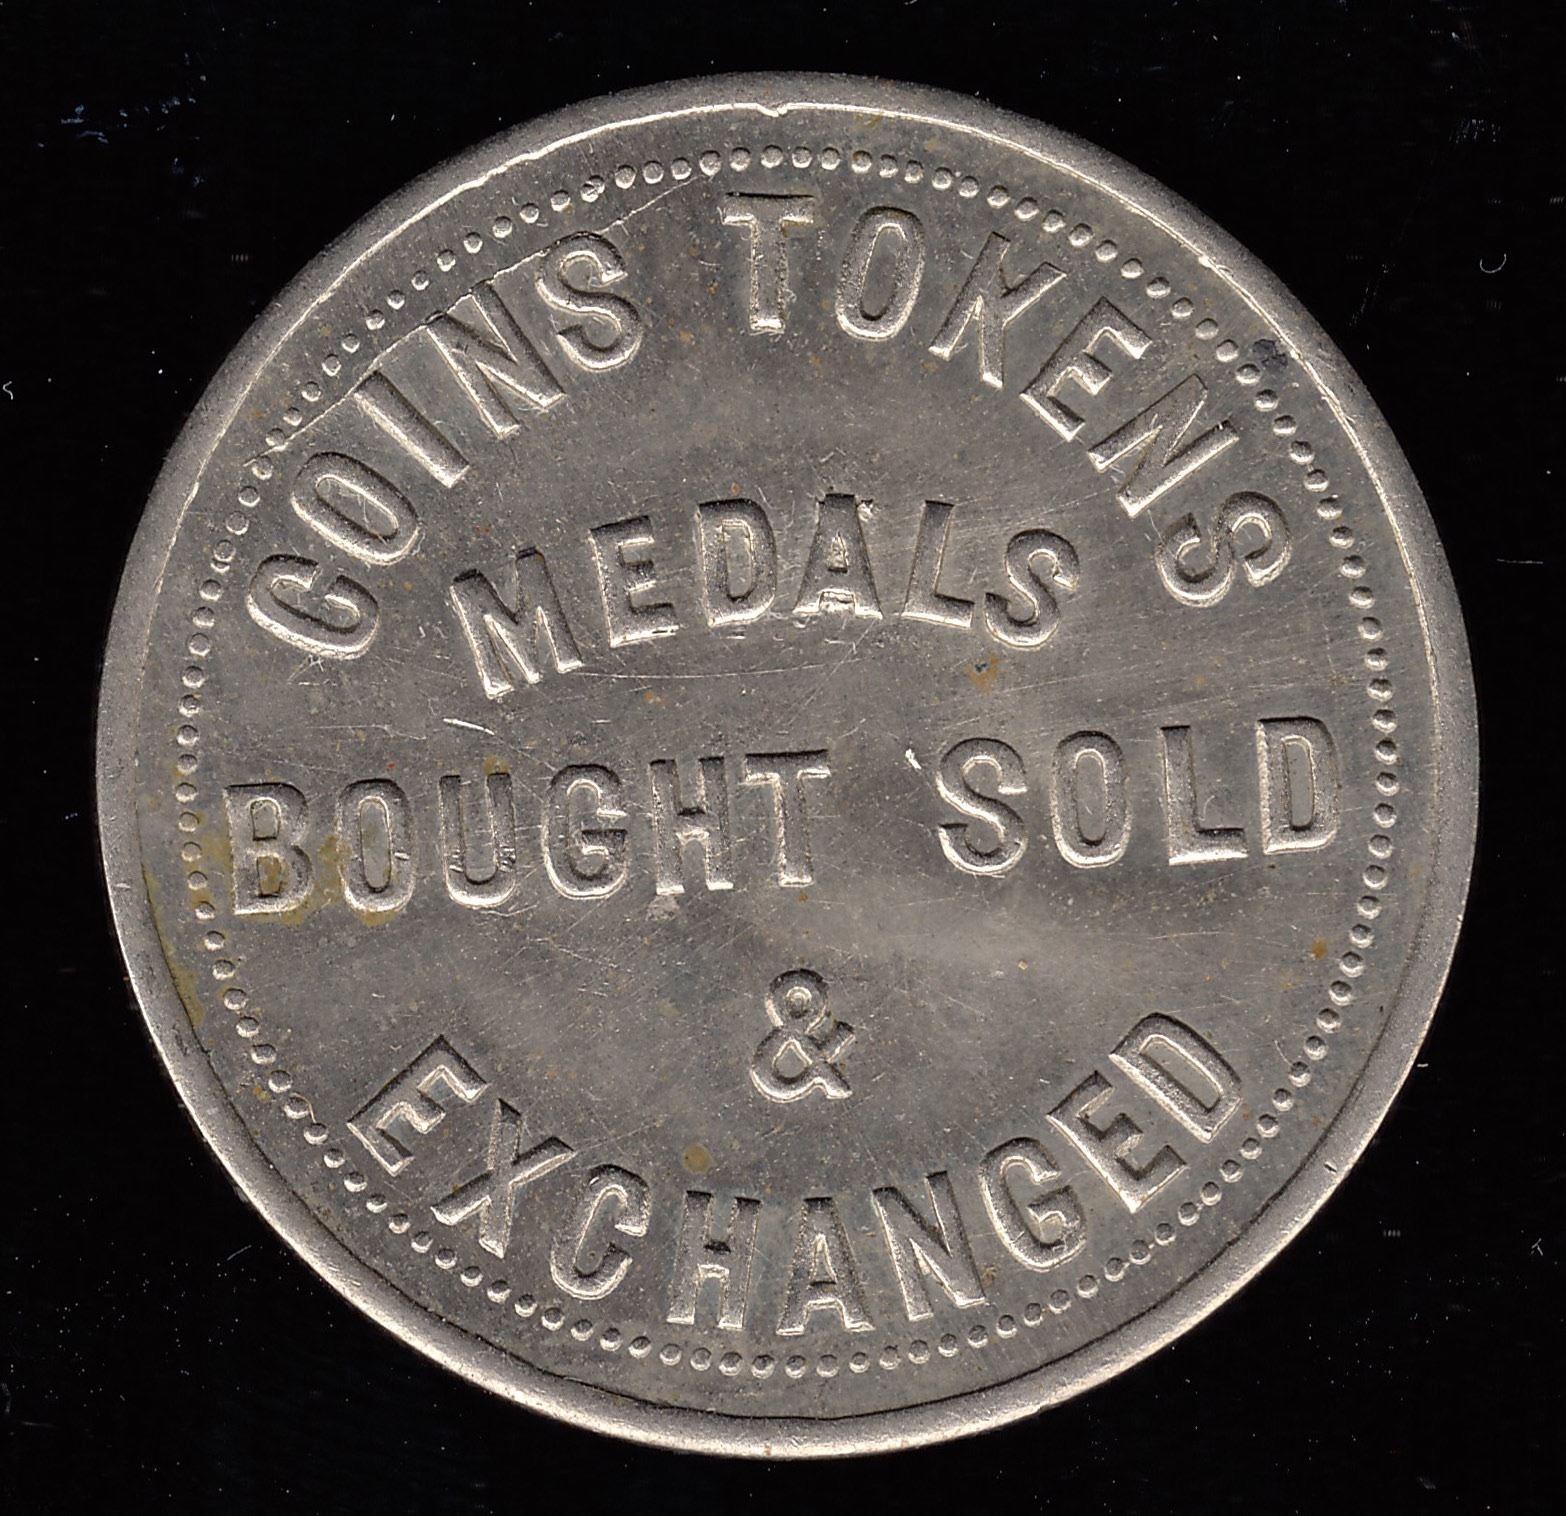 COINS TOKENS
MEDALS
BOUGHT SOLD
&
EXCHANGED